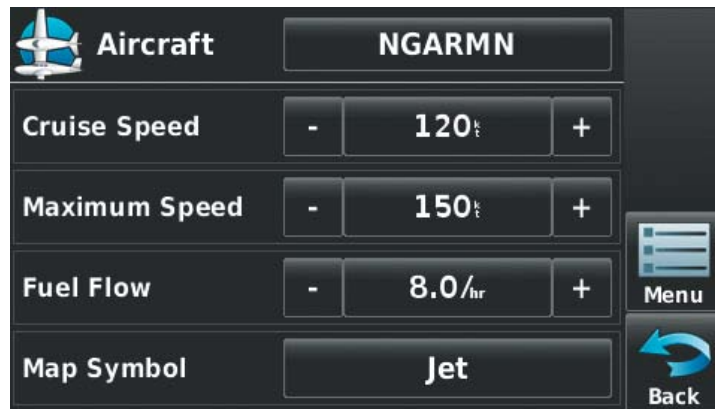 Aircraft NGARMN
Cruise Speed - 120kt +
Maximum Speed - 150kt +
Fuel Flow - 8.0/hr +
Menu
Map Symbol Jet
Back